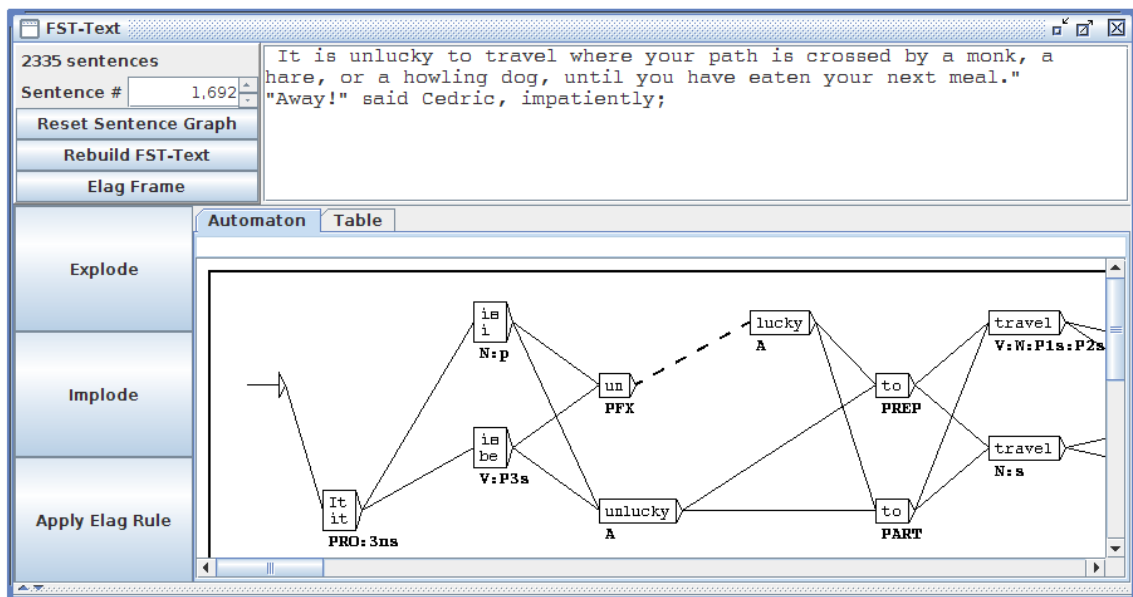 FST-Text
2335 sentences
Sentence # 1,692
Reset Sentence Graph
Rebuild FST-Text
Elag Frame
It is unlucky to travel where your path is crossed by a monk, a
hare, or a howling dog, until you have eaten your next meal."
"Away!" said Cedric, impatiently;
Explode
Implode
Apply Elag Rule
Automaton Table
It
it
PRO:3ns
is
i
N:p
is
be
V:P3s
un
PFX
unlucky
A
lucky
A
to
PREP
to
PART
travel
V:W:P1s:P2s
travel
N:s